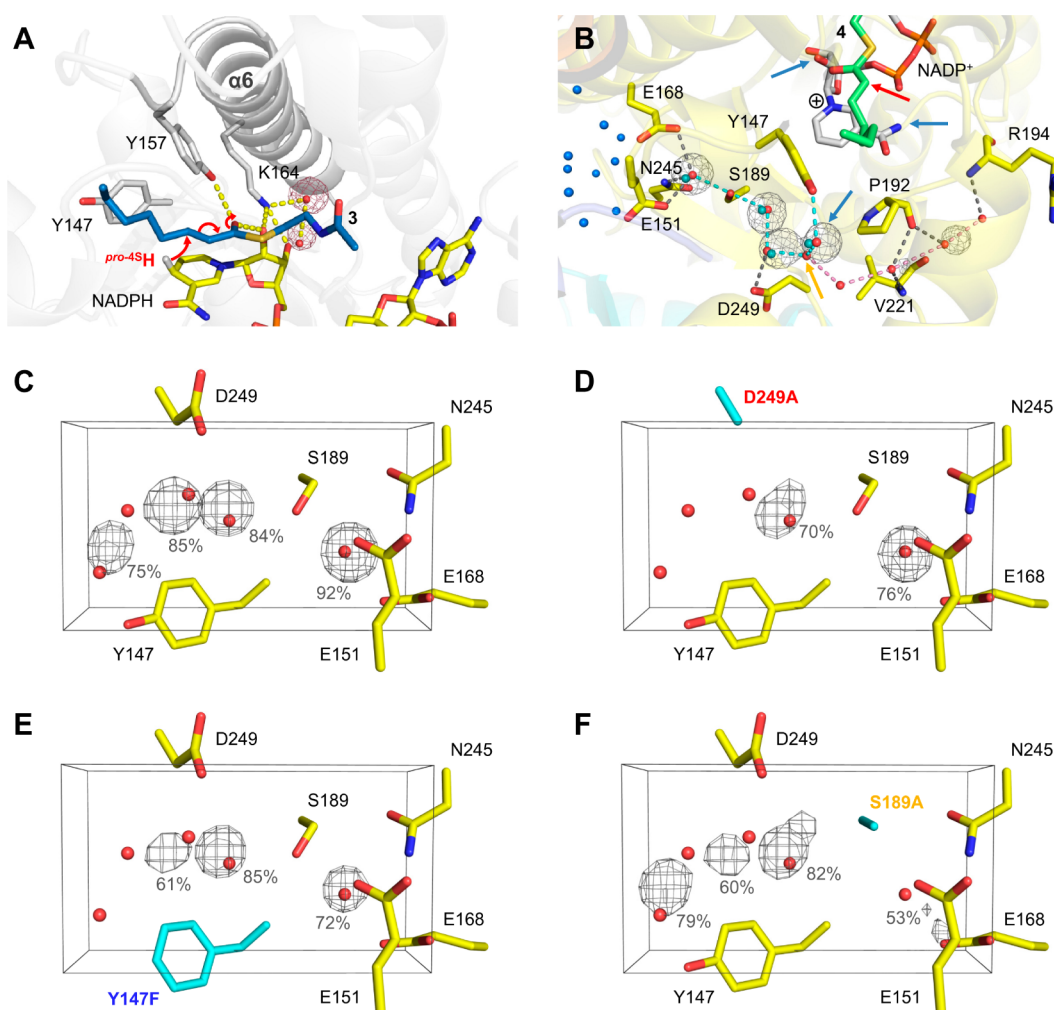 A
α6
Y157
K164
Y147
3
pro-4SH
NADPH
B
4
NADP+
E168
Y147
R194
⊕
N245
S189
P192
E151
D249
V221
C
D249
N245
S189
85%
84%
75%
92%
E168
Y147
E151
D
D249A
N245
S189
70%
76%
E168
Y147
E151
E
D249
N245
S189
61%
85%
72%
E168
Y147F
E151
F
D249
N245
S189A
82%
60%
79%
53%
E168
Y147
E151